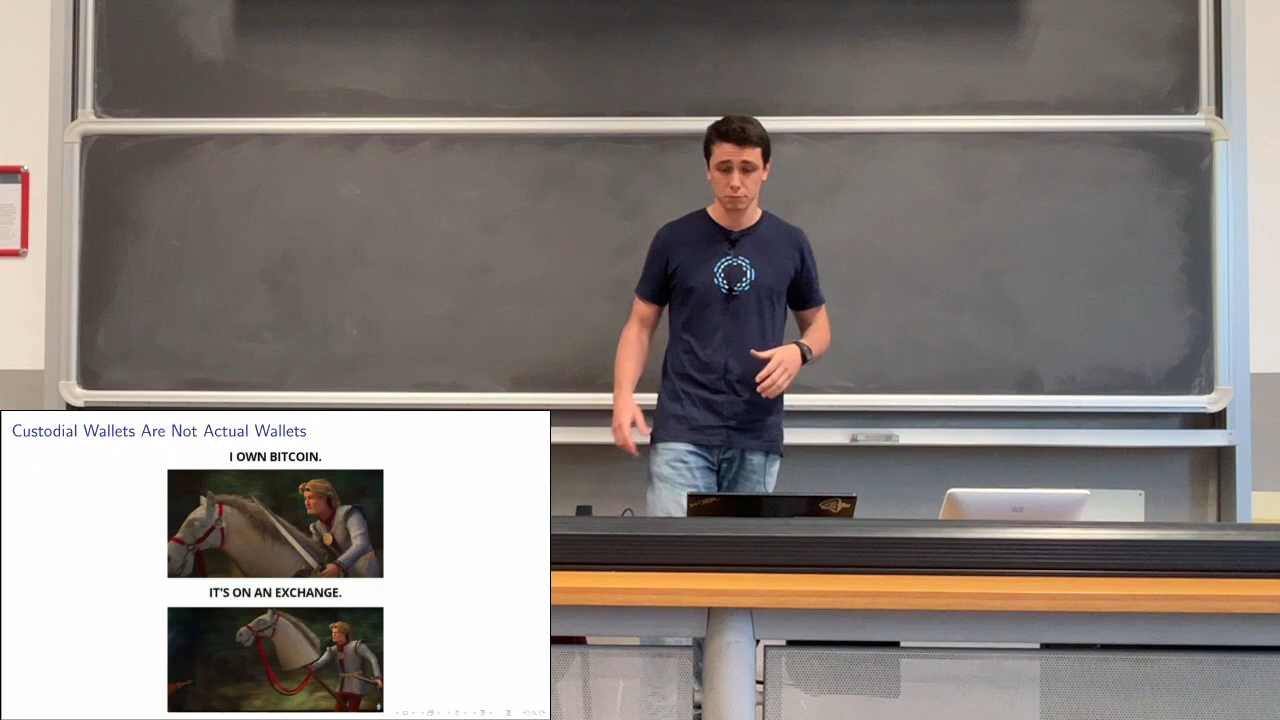 Custodial Wallets Are Not Actual Wallets
I OWN BITCOIN.
IT'S ON AN EXCHANGE.